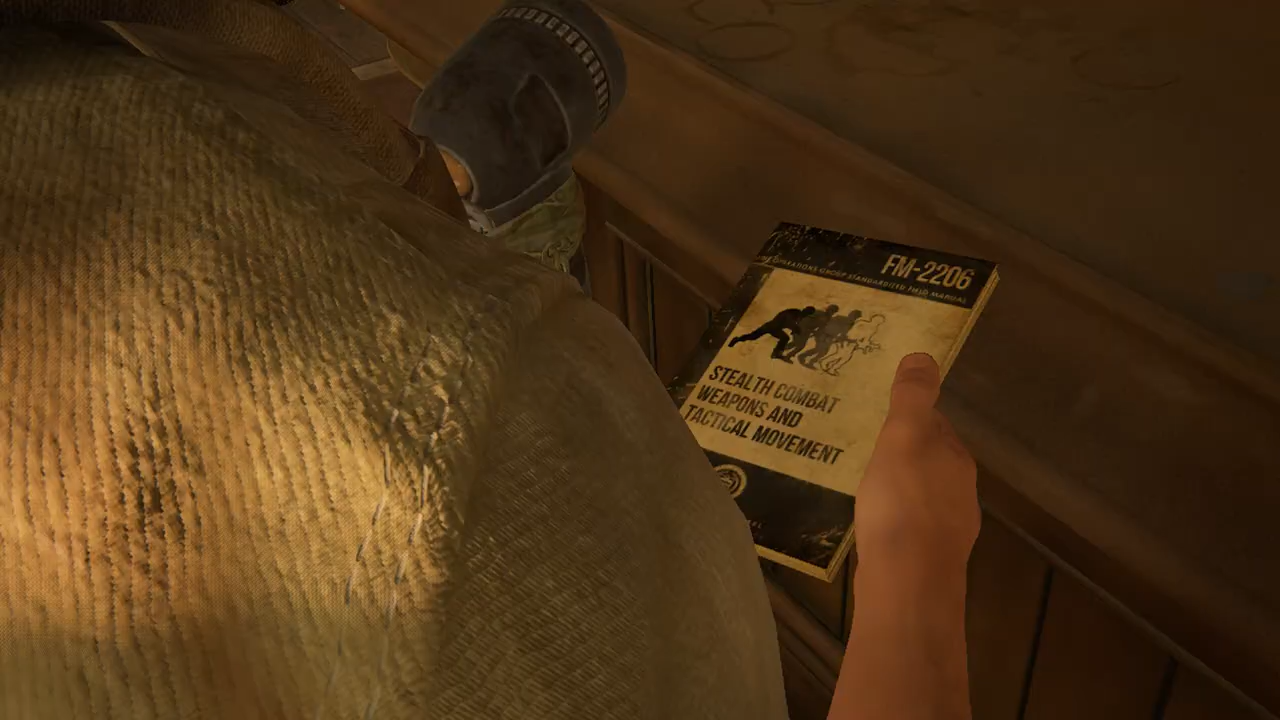 FM-2206
OPERATIONS GROUP STANDARDIZED FIELD MANUAL
STEALTH COMBAT
WEAPONS AND
TACTICAL MOVEMENT